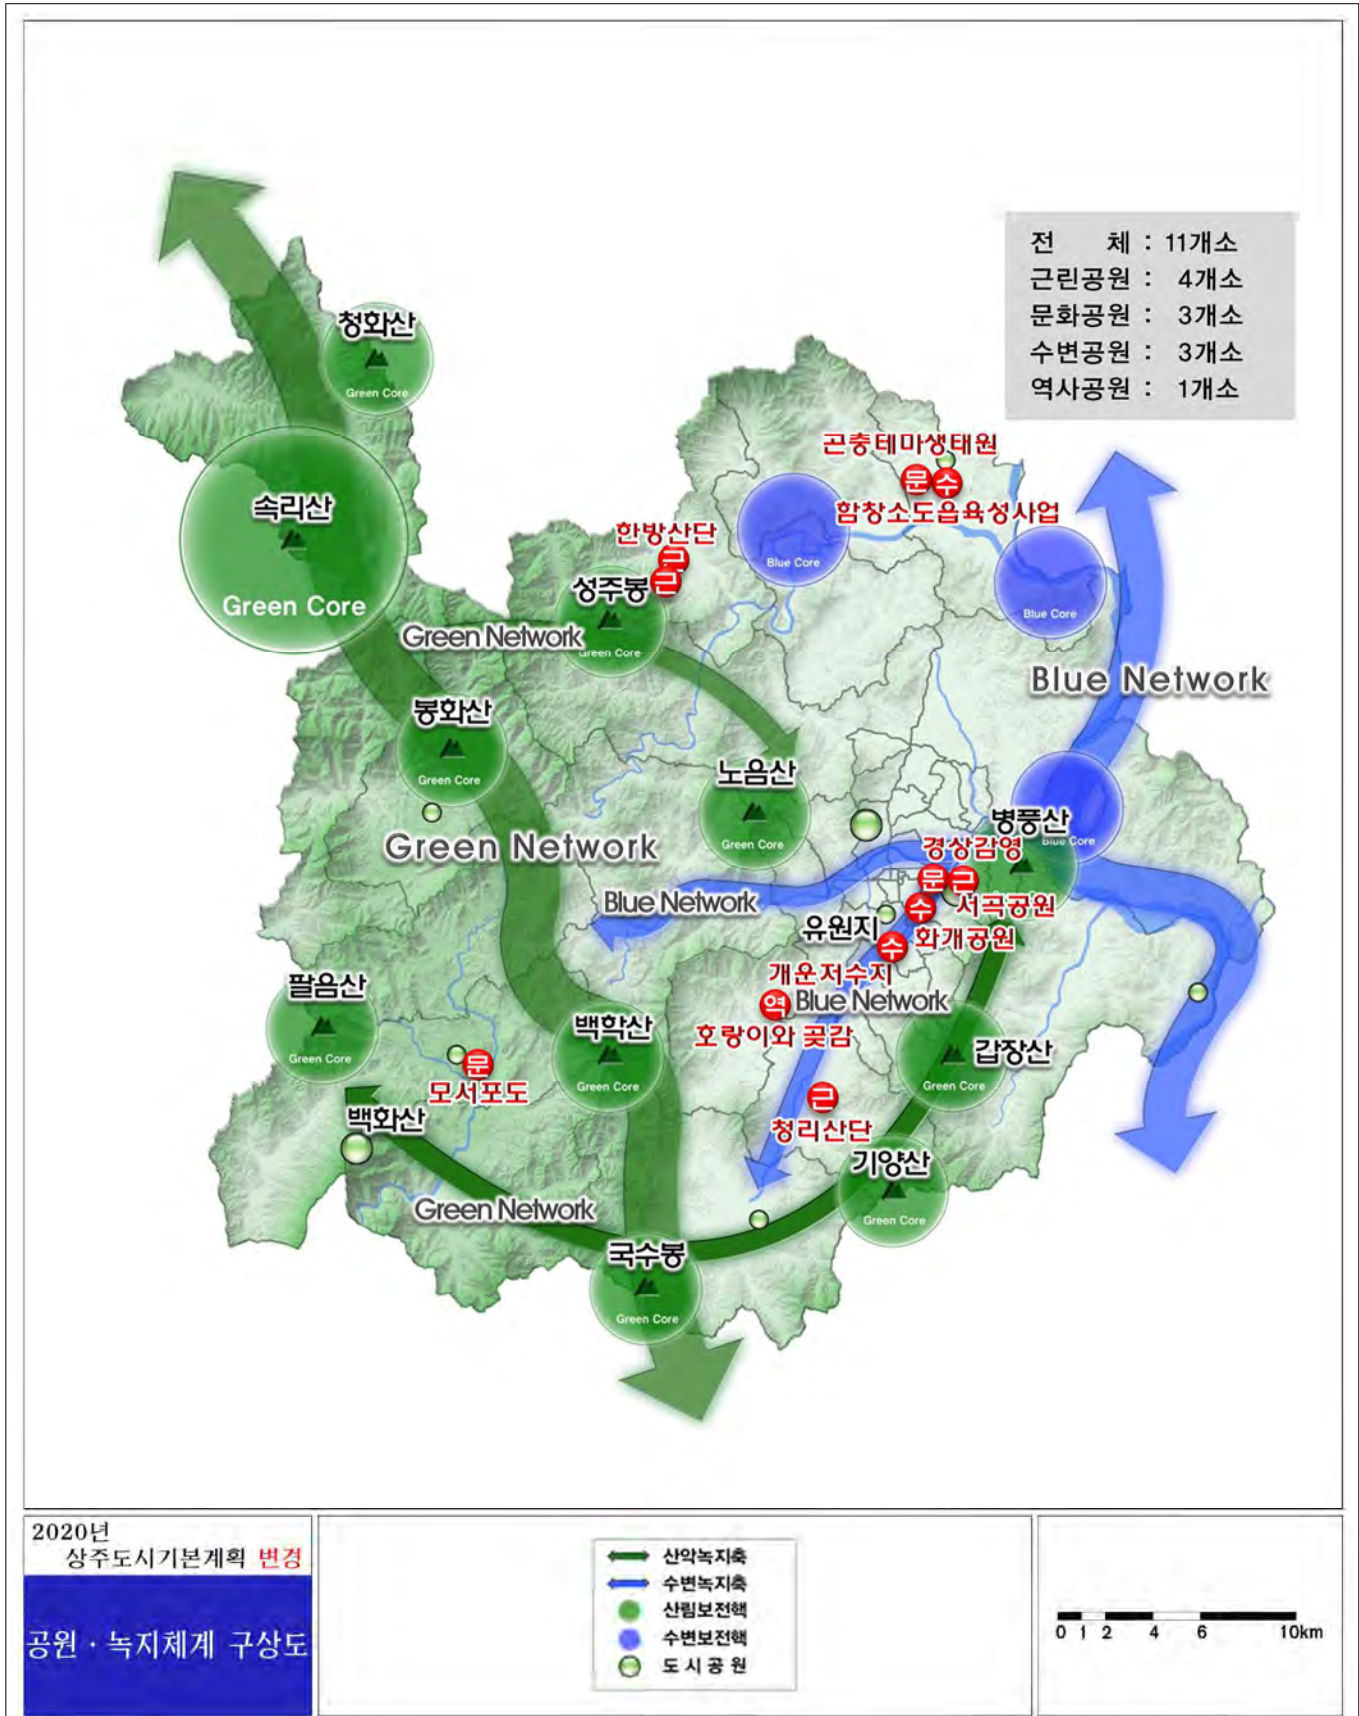 전 체 : 11개소
근린공원 : 4개소
문화공원 : 3개소
수변공원 : 3개소
역사공원 : 1개소
청화산
Green Core
속리산
Green Core
곤충테마생태원
문 수
함창소도읍육성사업
한방산단
근
근
성주봉
Green Core
Green Network
Blue Core
Blue Core
Blue Network
봉화산
Green Core
노음산
Green Core
Green Network
병풍산
Blue Core
경상감영
문 근
서곡공원
수
화개공원
Blue Network
유원지
수
개운저수지
역
Blue Network
호랑이와 곶감
팔음산
Green Core
백학산
Green Core
갑장산
Green Core
문
모서포도
근
청리산단
백화산
기양산
Green Core
Green Network
국수봉
Green Core
2020년
상주도시기본계획 변경
공원 · 녹지체계 구상도
산악녹지축
수변녹지축
산림보전핵
수변보전핵
도 시 공 원
0 1 2 4 6 10km